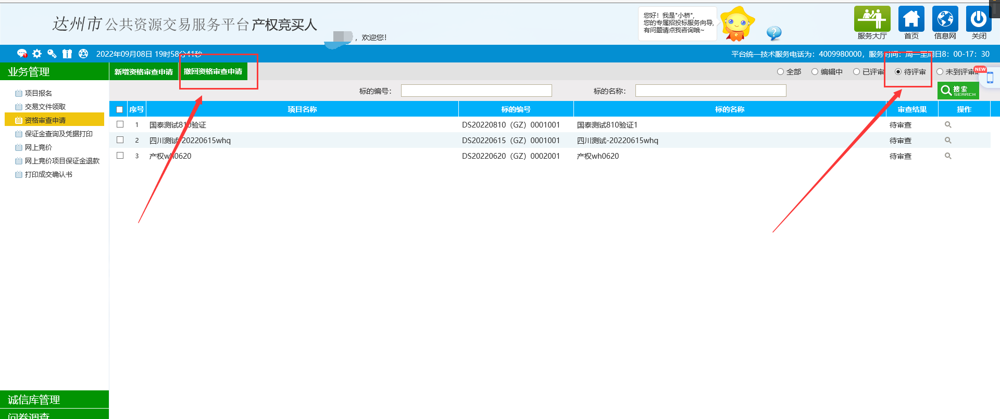 达州市 公共资源交易服务平台 产权竞买人
，欢迎您！
您好！我是"小桥"，
您的专属招投标服务向导，
有问题请点我咨询哦~
服务大厅 首页 信息网 关闭
2022年09月08日 19时58分41秒
平台统一技术服务电话为：4009980000，服务时间：周一至周日8：00-17：30
业务管理
新增资格审查申请 撤回资格审查申请
全部 编辑中 已评审 待评审 未到评审
NEW
标的编号： 标的名称： 搜索
SEARCH
序号 项目名称 标的编号 标的名称 审查结果 操作
1 国泰测试810验证 DS20220810（GZ）0001001 国泰测试810验证1 待审查
2 四川测试-20220615whq DS20220615（GZ）0001001 四川测试-20220615whq 待审查
3 产权wh0620 DS20220620（GZ）0002001 产权wh0620 待审查
项目报名
交易文件领取
资格审查申请
保证金查询及凭据打印
网上竞价
网上竞价项目保证金退款
打印成交确认书
诚信库管理
问卷调查